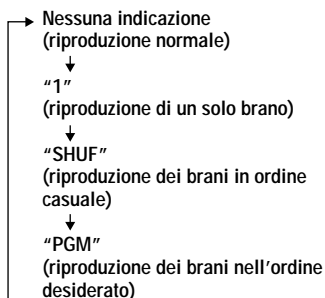 Nessuna indicazione
(riproduzione normale)
“1”
(riproduzione di un solo brano)
“SHUF”
(riproduzione dei brani in ordine
casuale)
“PGM”
(riproduzione dei brani nell’ordine
desiderato)